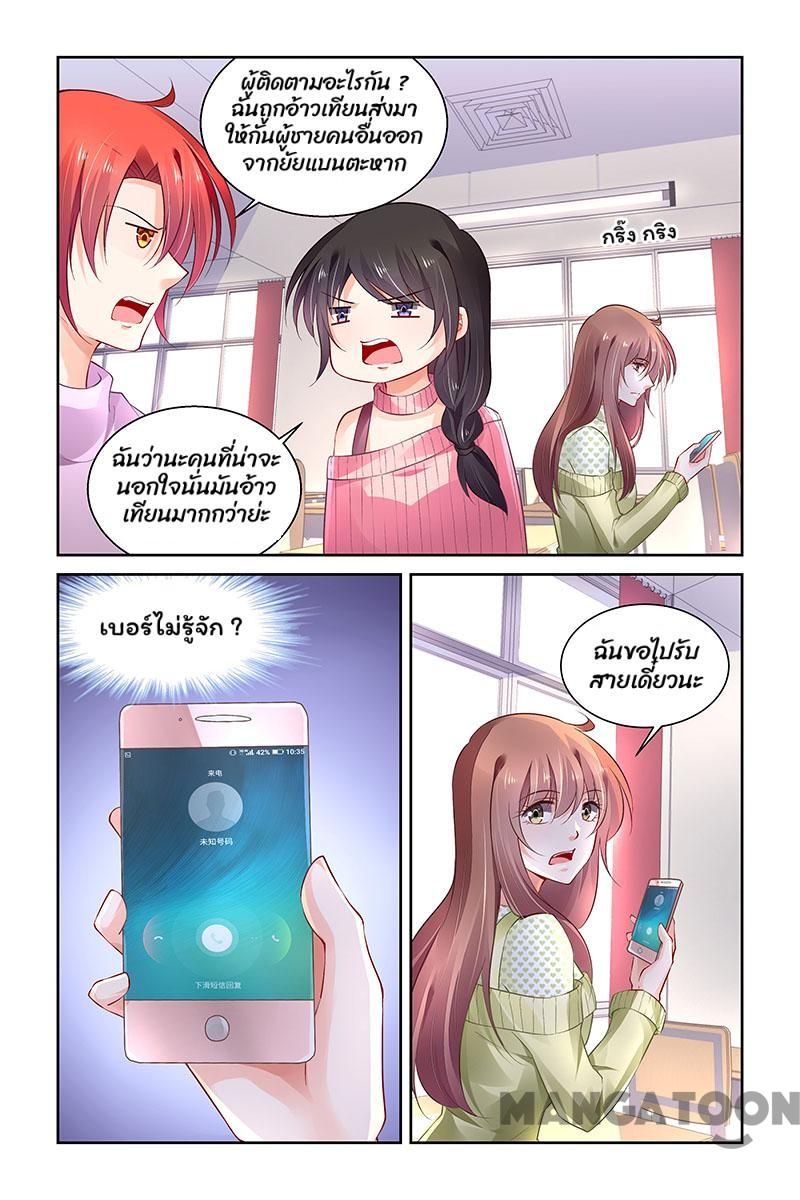 ผู้ติดตามอะไรกัน ?
ฉันถูกอ้าวเทียนส่งมา
ให้กันผู้ชายคนอื่นออก
จากยัยแบนตะหาก
กริ๊ง กริง
ฉันว่านะคนที่น่าจะ
นอกใจนั่นมันอ้าว
เทียนมากกว่าย่ะ
เบอร์ไม่รู้จัก ?
42% 10:35
来电
未知号码
下滑短信回复
ฉันขอไปรับ
สายเดี๋ยวนะ
MANGATOON